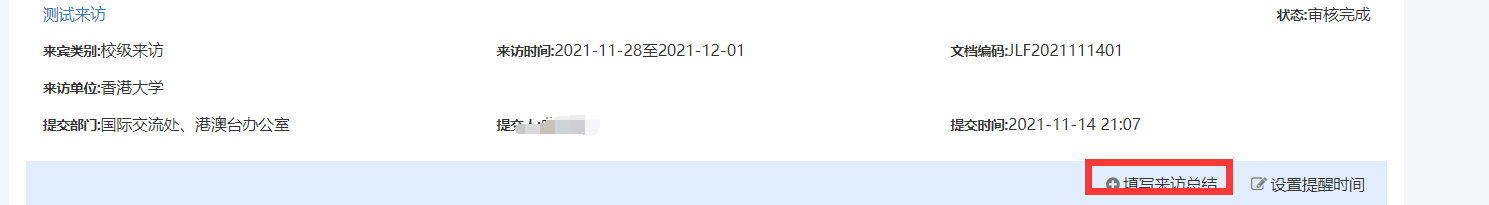 测试来访 状态:审核完成
来宾类别:校级来访 来访时间:2021-11-28至2021-12-01 文档编码:JLF2021111401
来访单位:香港大学
提交部门:国际交流处、港澳台办公室 提交人: 提交时间:2021-11-14 21:07
填写来访总结 设置提醒时间